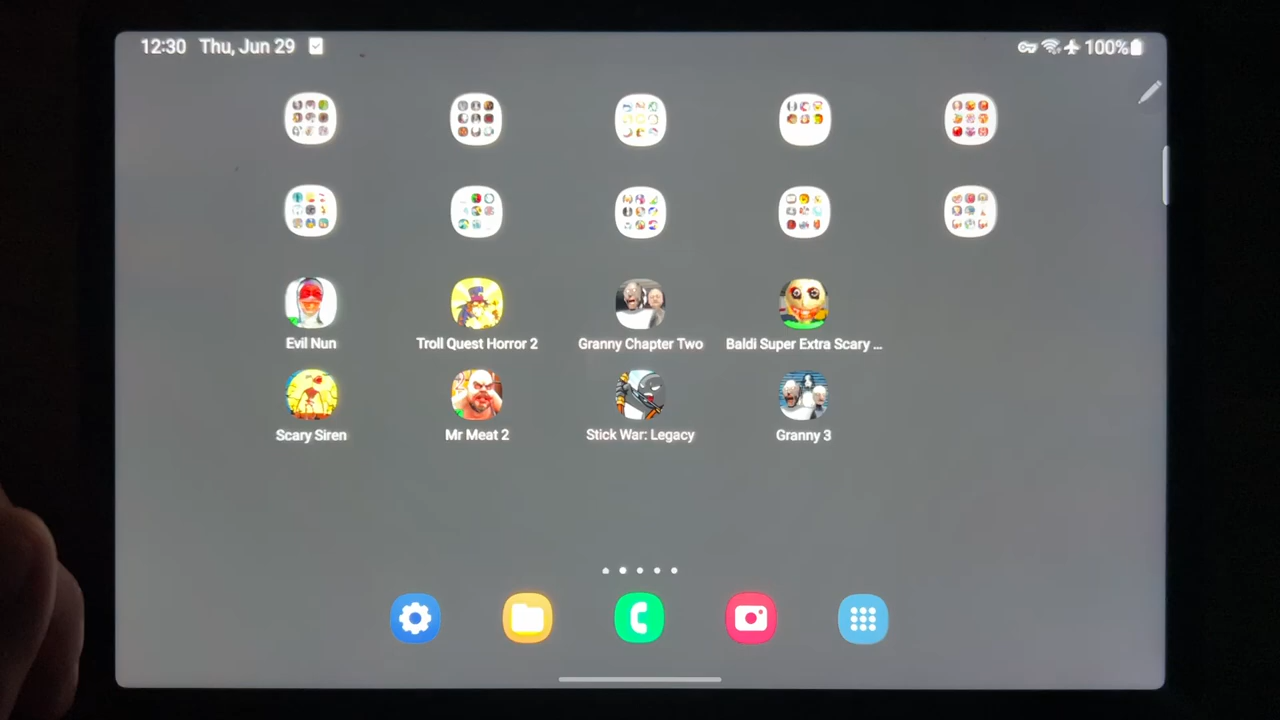 12:30 Thu, Jun 29 100%
Evil Nun Troll Quest Horror 2 Granny Chapter Two Baldi Super Extra Scary ...
Scary Siren Mr Meat 2 Stick War: Legacy Granny 3